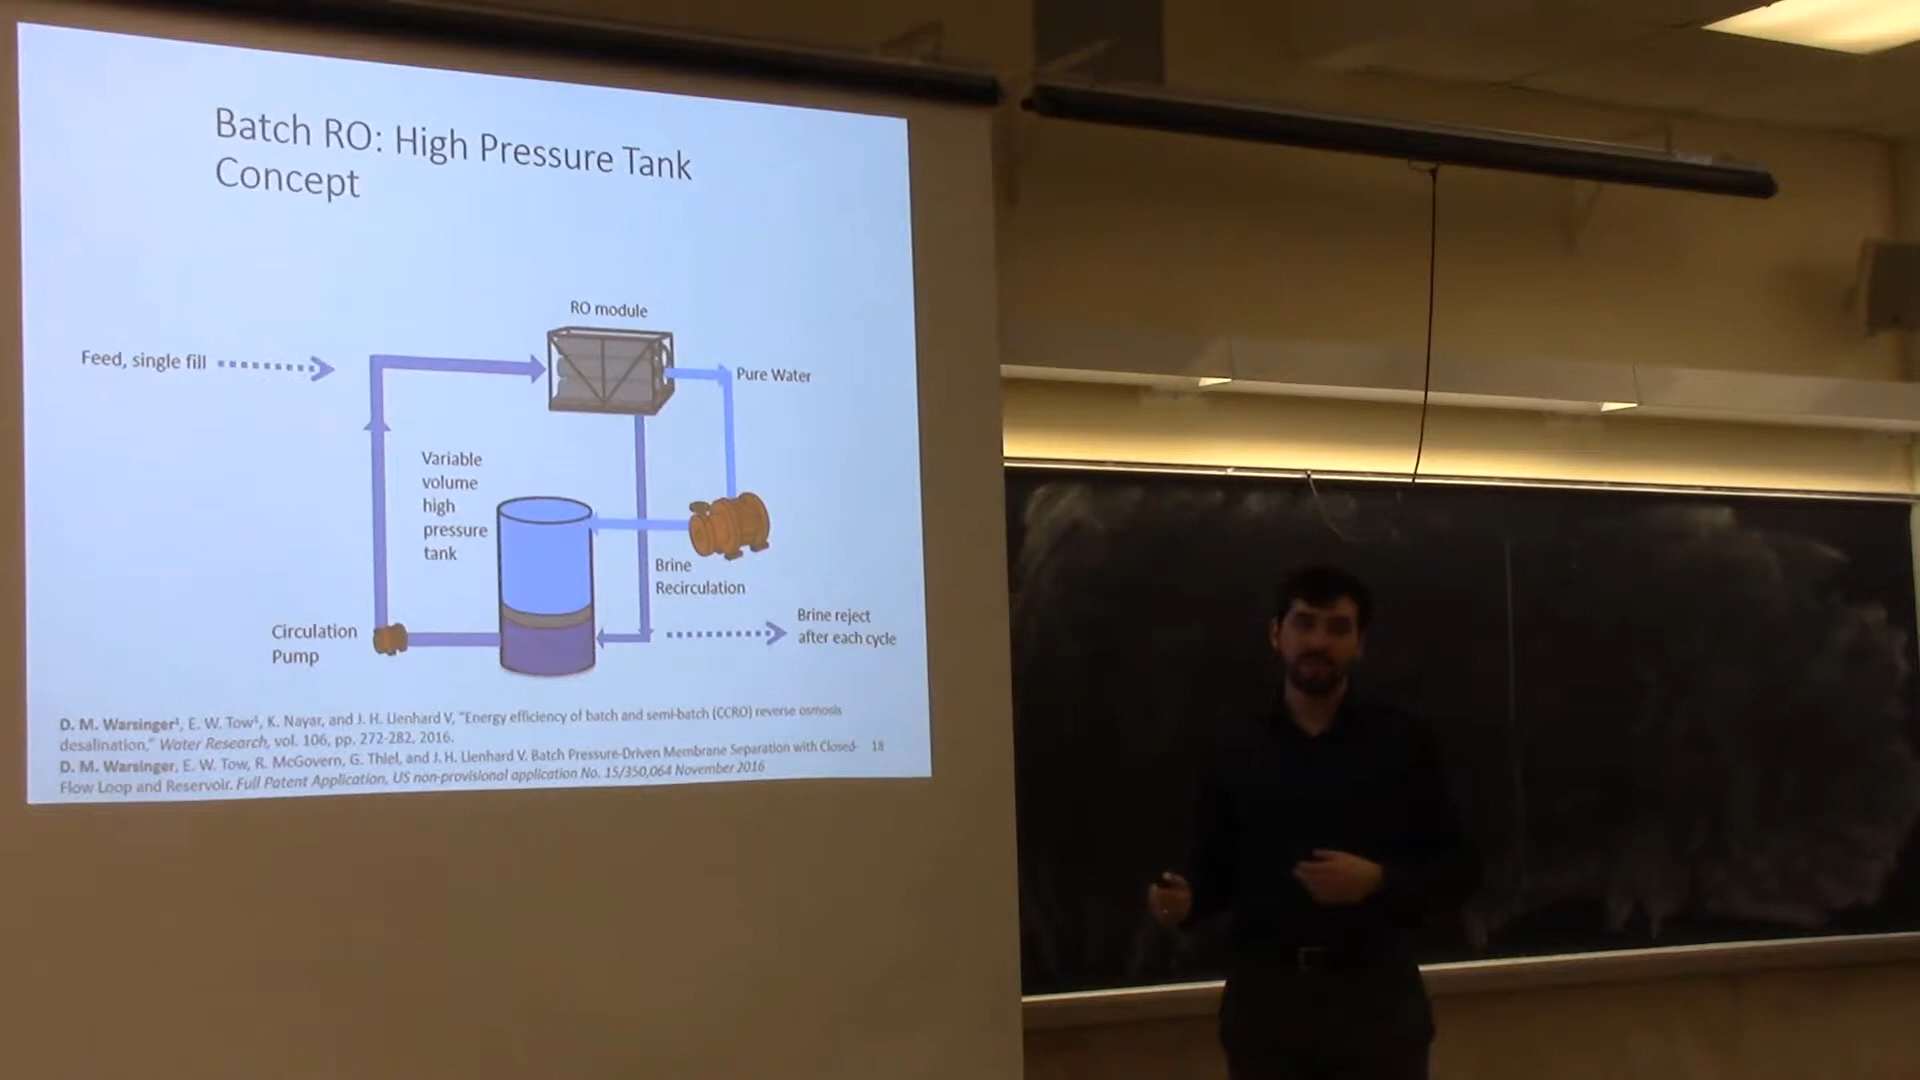 Batch RO: High Pressure Tank
Concept
RO module
Feed, single fill
Pure Water
Variable
volume
high
pressure
tank
Brine
Recirculation
Brine reject
after each cycle
Circulation
Pump
D. M. Warsinger¹, E. W. Tow¹, K. Nayar, and J. H. Lienhard V, "Energy efficiency of batch and semi-batch (CCRO) reverse osmosis
desalination," Water Research, vol. 106, pp. 272-282, 2016.
D. M. Warsinger, E. W. Tow, R. McGovern, G. Thiel, and J. H. Lienhard V. Batch Pressure-Driven Membrane Separation with Closed-
Flow Loop and Reservoir. Full Patent Application, US non-provisional application No. 15/350,064 November 2016
18